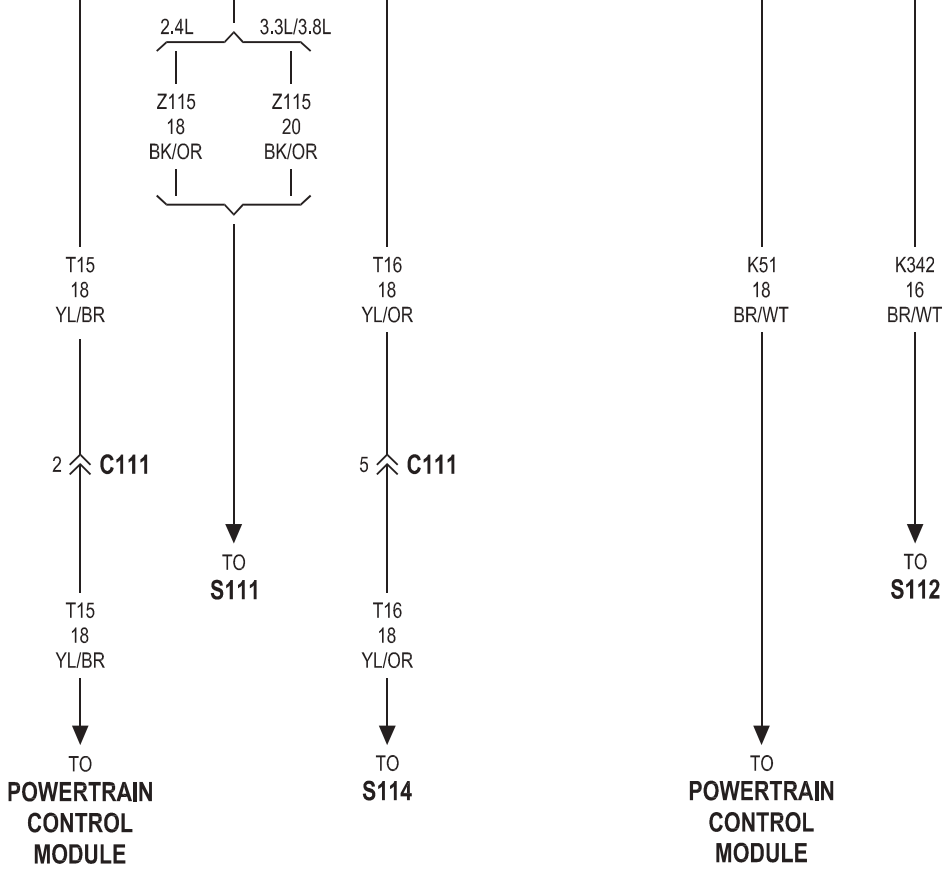 2.4L 3.3L/3.8L
Z115 Z115
18 20
BK/OR BK/OR
T15 T16 K51 K342
18 18 18 16
YL/BR YL/OR BR/WT BR/WT
2 C111 5 C111
TO TO
S111 S112
T15 T16
18 18
YL/BR YL/OR
TO TO TO
POWERTRAIN S114 POWERTRAIN
CONTROL CONTROL
MODULE MODULE